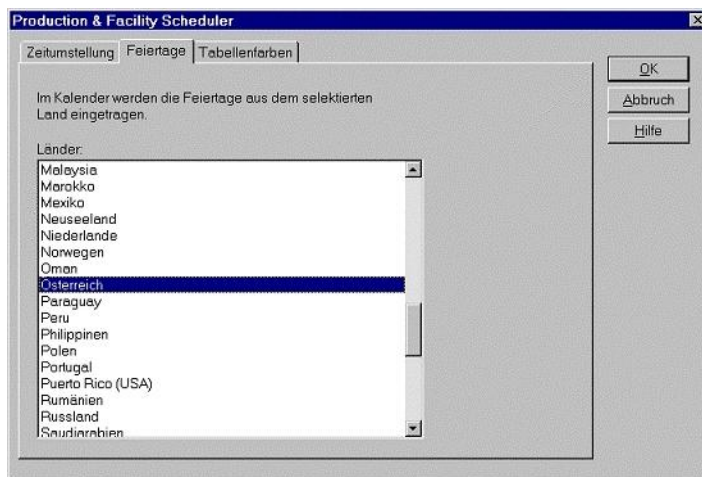 Production & Facility Scheduler
Zeitumstellung Feiertage Tabellenfarben
OK
Abbruch
Hilfe
Im Kalender werden die Feiertage aus dem selektierten
Land eingetragen.
Länder:
Malaysia
Marokko
Mexiko
Neuseeland
Niederlande
Norwegen
Oman
Österreich
Paraguay
Peru
Philippinen
Polen
Portugal
Puerto Rico (USA)
Rumänien
Russland
Saudiarabien